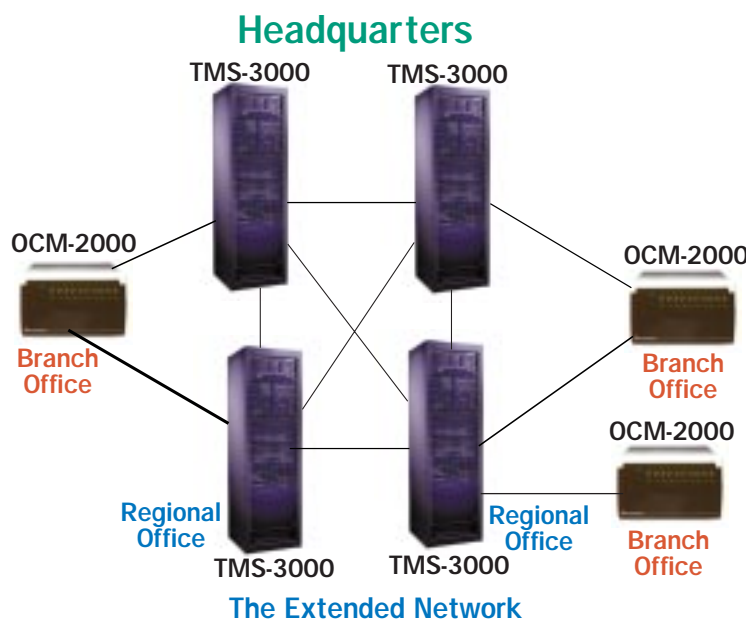 Headquarters
TMS-3000
TMS-3000
OCM-2000
Branch
Office
OCM-2000
Branch
Office
OCM-2000
Branch
Office
Regional
Office
TMS-3000
Regional
Office
TMS-3000
The Extended Network